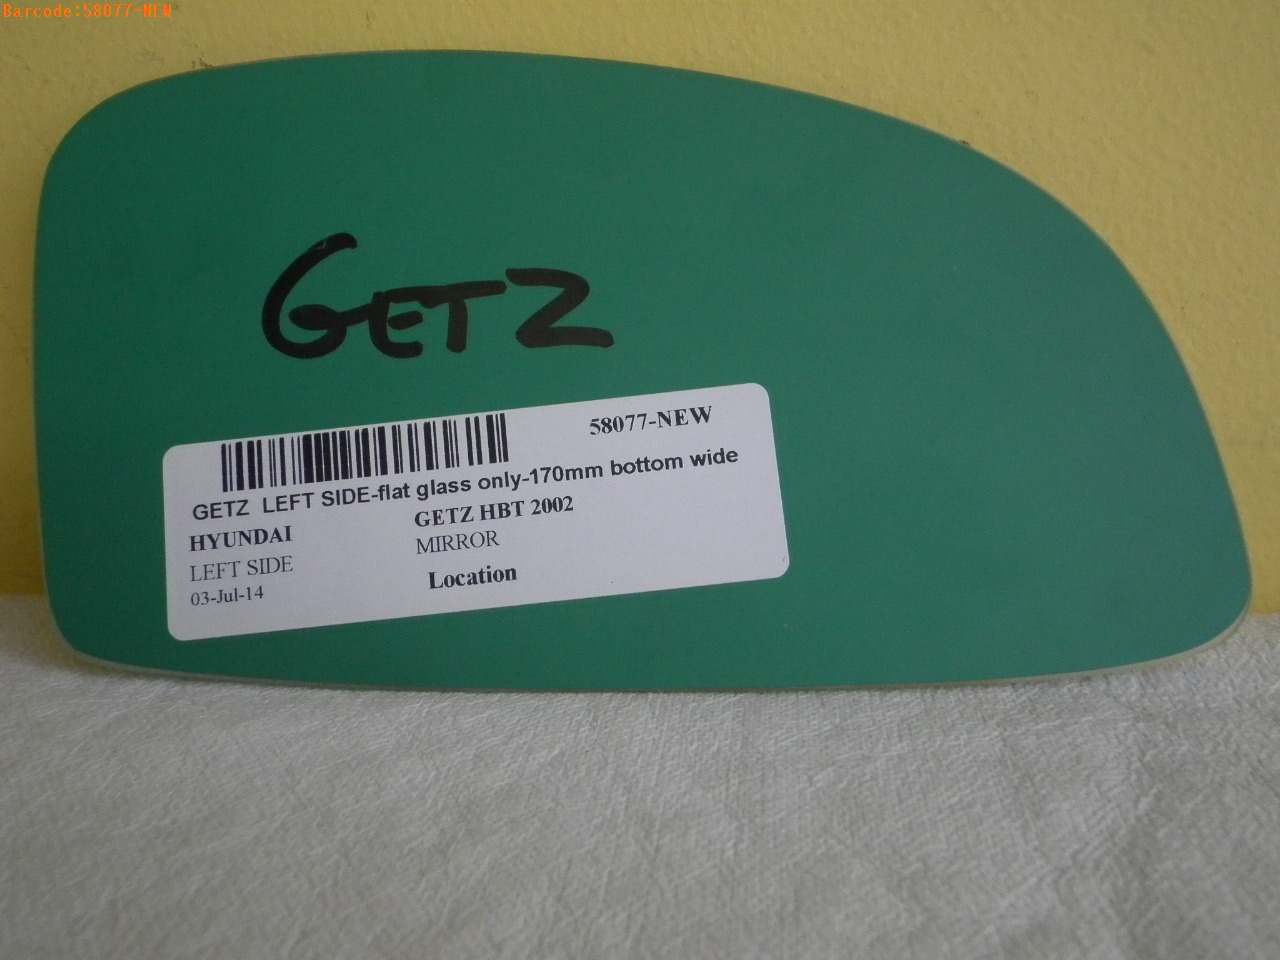 Barcode:58077-NEW
GETZ
58077-NEW
GETZ  LEFT SIDE-flat glass only-170mm bottom wide
HYUNDAI GETZ HBT 2002
LEFT SIDE MIRROR
03-Jul-14 Location